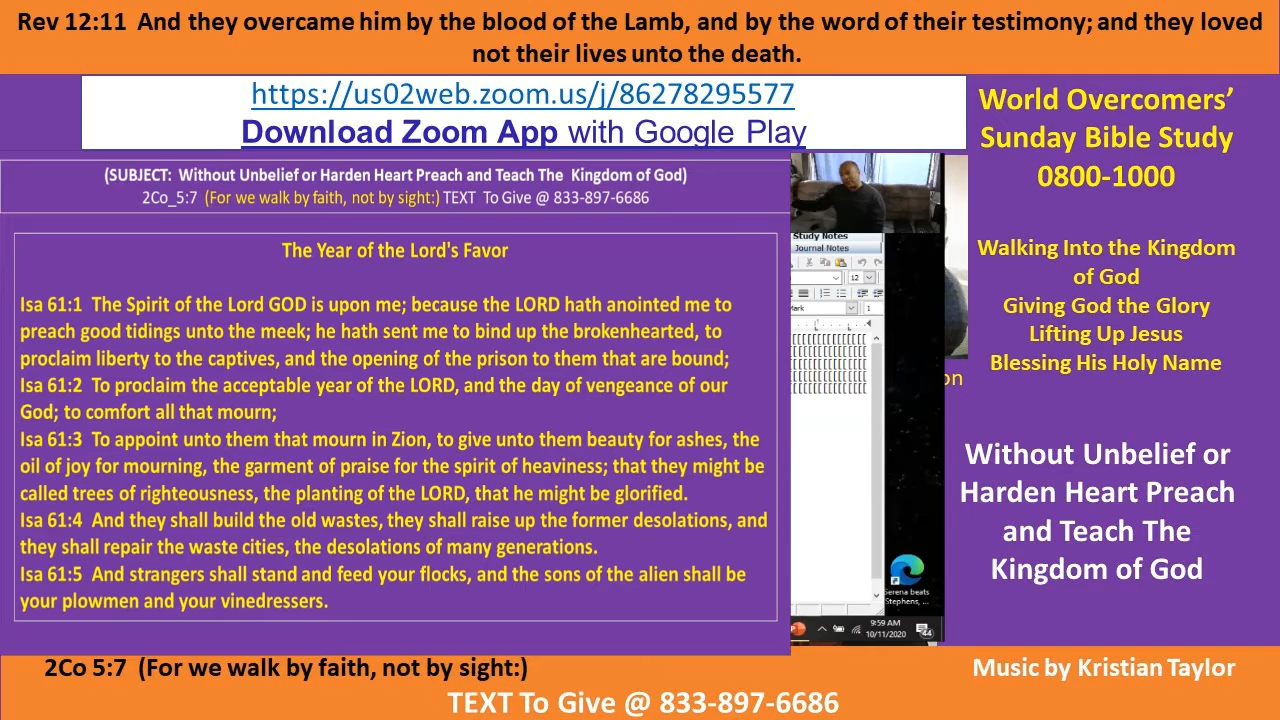 Rev 12:11  And they overcame him by the blood of the Lamb, and by the word of their testimony; and they loved
not their lives unto the death.
https://us02web.zoom.us/j/86278295577
Download Zoom App with Google Play
World Overcomers’
Sunday Bible Study
0800-1000
(SUBJECT:  Without Unbelief or Harden Heart Preach and Teach The  Kingdom of God)
2Co_5:7  (For we walk by faith, not by sight:) TEXT  To Give @ 833-897-6686
The Year of the Lord's Favor
Isa 61:1  The Spirit of the Lord GOD is upon me; because the LORD hath anointed me to
preach good tidings unto the meek; he hath sent me to bind up the brokenhearted, to
proclaim liberty to the captives, and the opening of the prison to them that are bound;
Isa 61:2  To proclaim the acceptable year of the LORD, and the day of vengeance of our
God; to comfort all that mourn;
Isa 61:3  To appoint unto them that mourn in Zion, to give unto them beauty for ashes, the
oil of joy for mourning, the garment of praise for the spirit of heaviness; that they might be
called trees of righteousness, the planting of the LORD, that he might be glorified.
Isa 61:4  And they shall build the old wastes, they shall raise up the former desolations, and
they shall repair the waste cities, the desolations of many generations.
Isa 61:5  And strangers shall stand and feed your flocks, and the sons of the alien shall be
your plowmen and your vinedressers.
Study Notes
Journal Notes
12
1
on
Serena beats
Stephens, ...
9:59 AM
10/11/2020
44
Walking Into the Kingdom
of God
Giving God the Glory
Lifting Up Jesus
Blessing His Holy Name
Without Unbelief or
Harden Heart Preach
and Teach The
Kingdom of God
2Co 5:7  (For we walk by faith, not by sight:)
Music by Kristian Taylor
TEXT To Give @ 833-897-6686